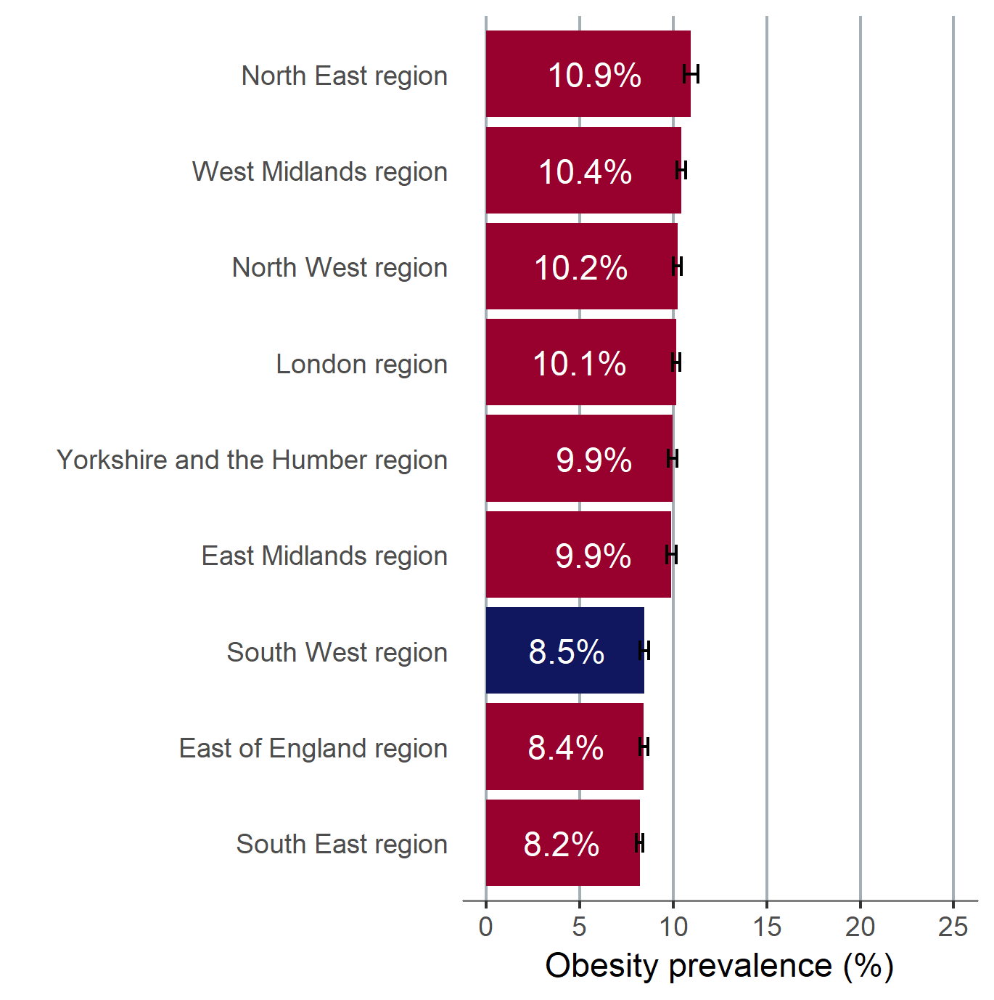 North East region 10.9%
West Midlands region 10.4%
North West region 10.2%
London region 10.1%
Yorkshire and the Humber region 9.9%
East Midlands region 9.9%
South West region 8.5%
East of England region 8.4%
South East region 8.2%
0 5 10 15 20 25
Obesity prevalence (%)